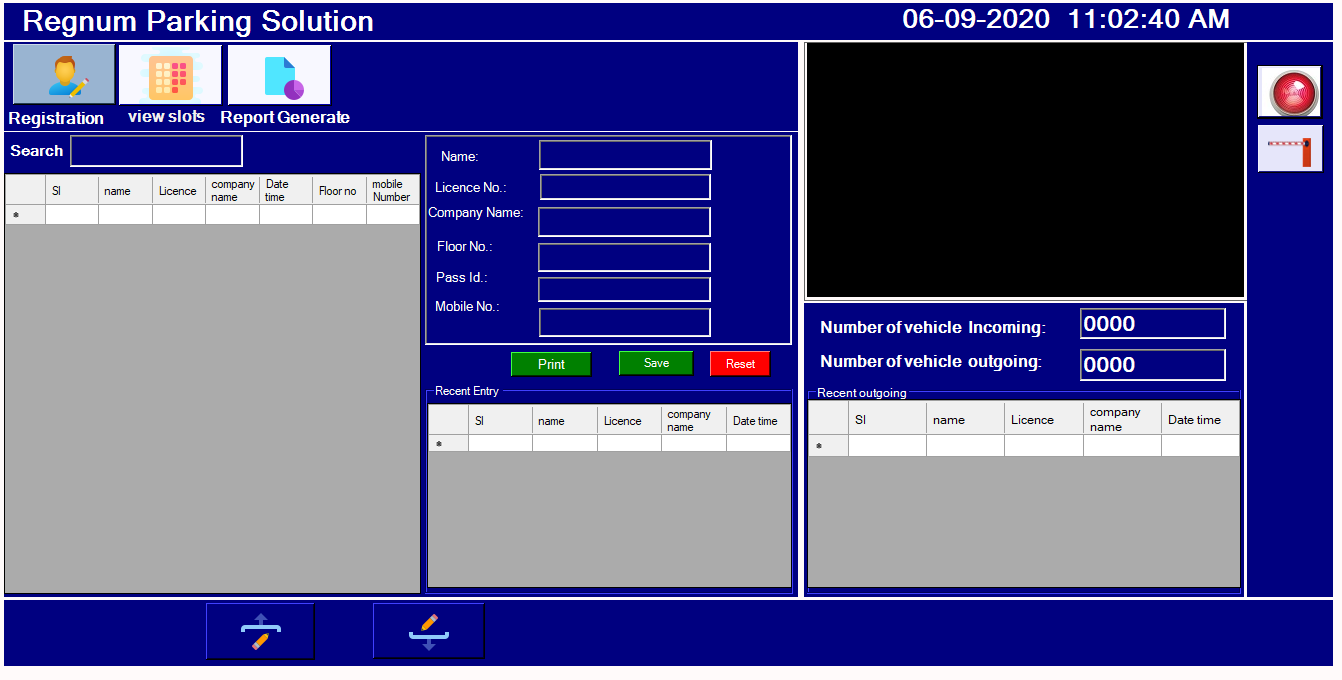 Regnum Parking Solution
06-09-2020 11:02:40 AM
Registration
view slots
Report Generate
Search
Sl
name
Licence
company
name
Date
time
Floor no
mobile
Number
Name:
Licence No.:
Company Name:
Floor No.:
Pass Id.:
Mobile No.:
Print
Save
Reset
Recent Entry
Sl
name
Licence
company
name
Date time
Number of vehicle Incoming:
0000
Number of vehicle outgoing:
0000
Recent outgoing
Sl
name
Licence
company
name
Date time